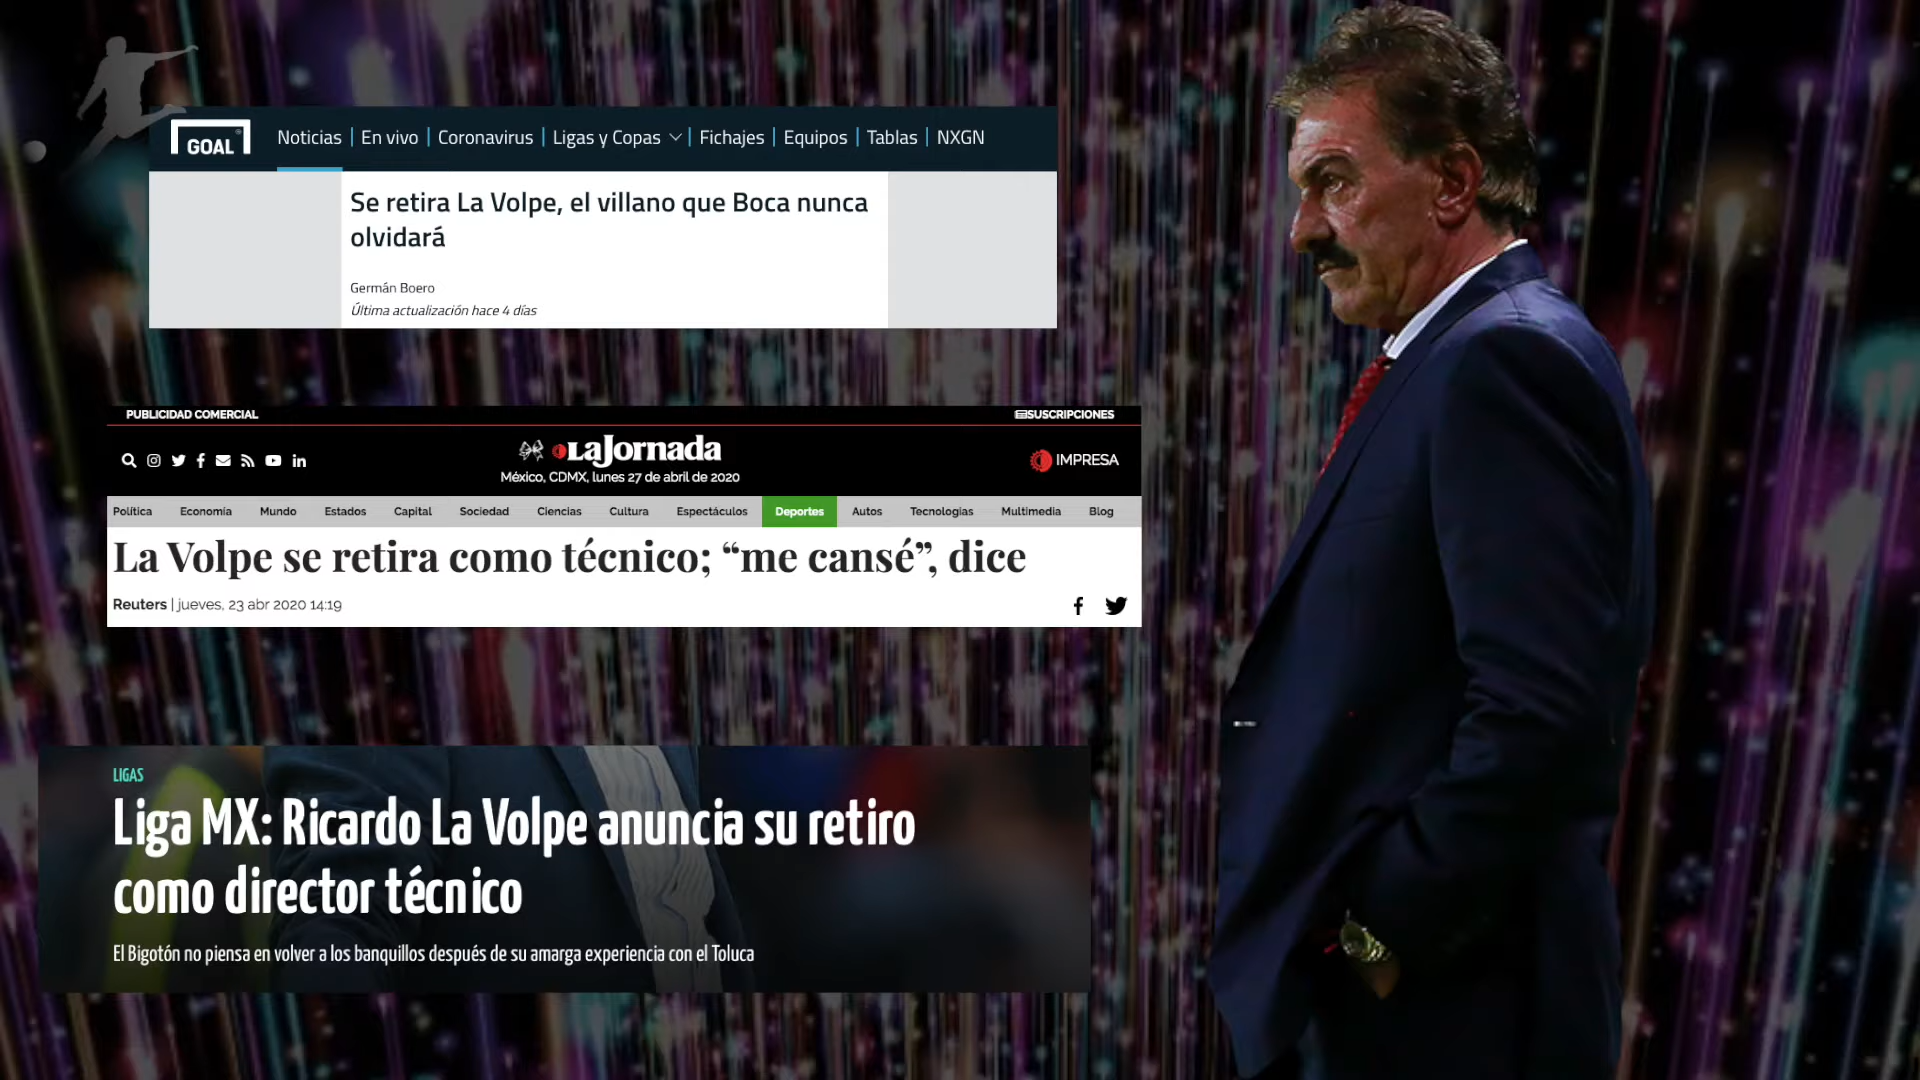 GOAL
Noticias | En vivo | Coronavirus | Ligas y Copas | Fichajes | Equipos | Tablas | NXGN
Se retira La Volpe, el villano que Boca nunca
olvidará
Germán Boero
Última actualización hace 4 días
PUBLICIDAD COMERCIAL
SUSCRIPCIONES
LaJornada
IMPRESA
México, CDMX, lunes 27 de abril de 2020
Política Economía Mundo Estados Capital Sociedad Ciencias Cultura Espectáculos Deportes Autos Tecnologías Multimedia Blog
La Volpe se retira como técnico; “me cansé”, dice
Reuters | jueves, 23 abr 2020 14:19
LIGAS
Liga MX: Ricardo La Volpe anuncia su retiro
como director técnico
El Bigotón no piensa en volver a los banquillos después de su amarga experiencia con el Toluca